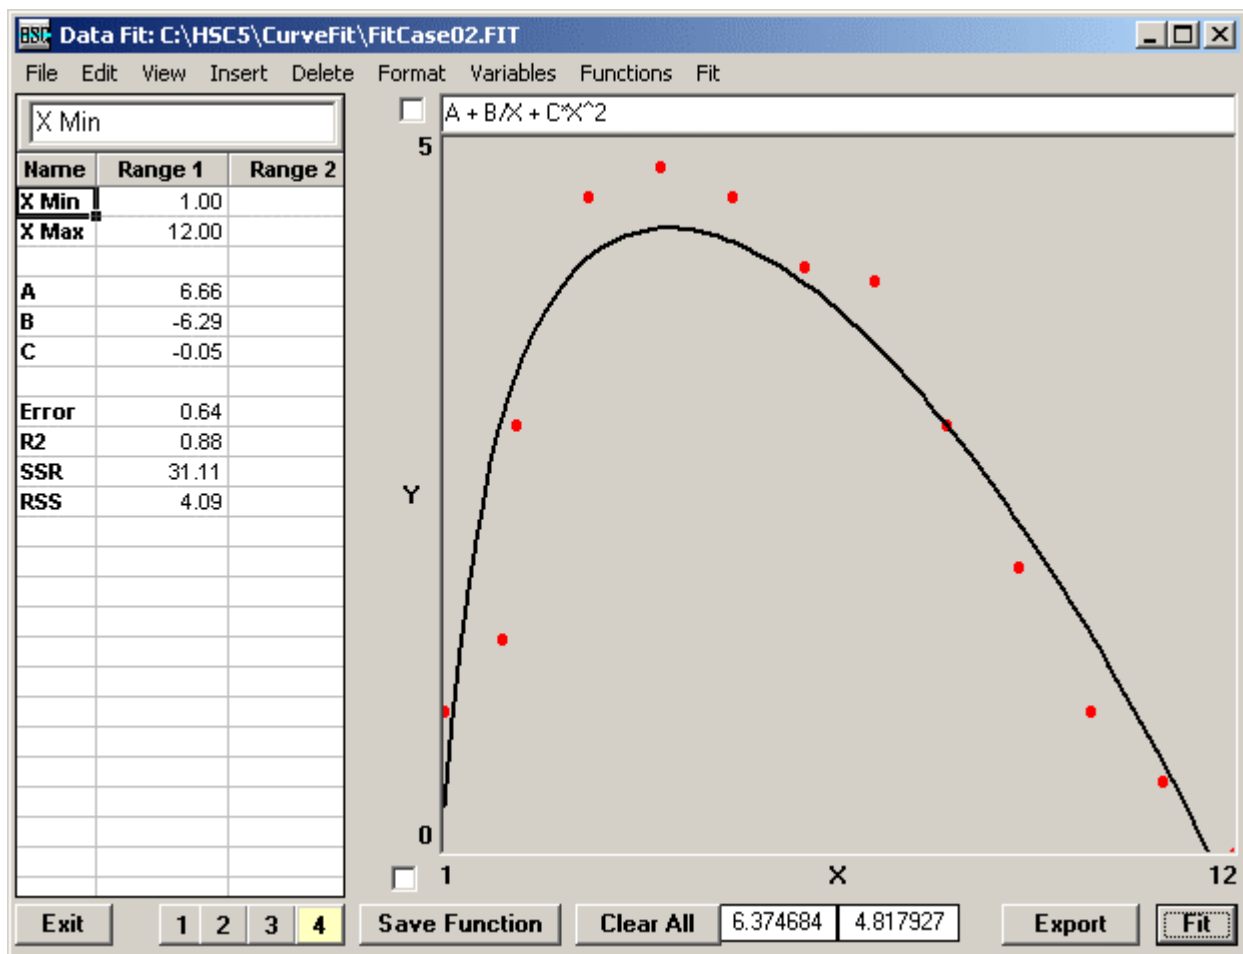 HSC Data Fit: C:\HSC5\CurveFit\FitCase02.FIT
File Edit View Insert Delete Format Variables Functions Fit
X Min
A + B/X + C*X^2
Name Range 1 Range 2
X Min 1.00
X Max 12.00
A 6.66
B -6.29
C -0.05
Error 0.64
R2 0.88
SSR 31.11
RSS 4.09
5
Y
0
1 X 12
Exit 1 2 3 4 Save Function Clear All 6.374684 4.817927 Export Fit